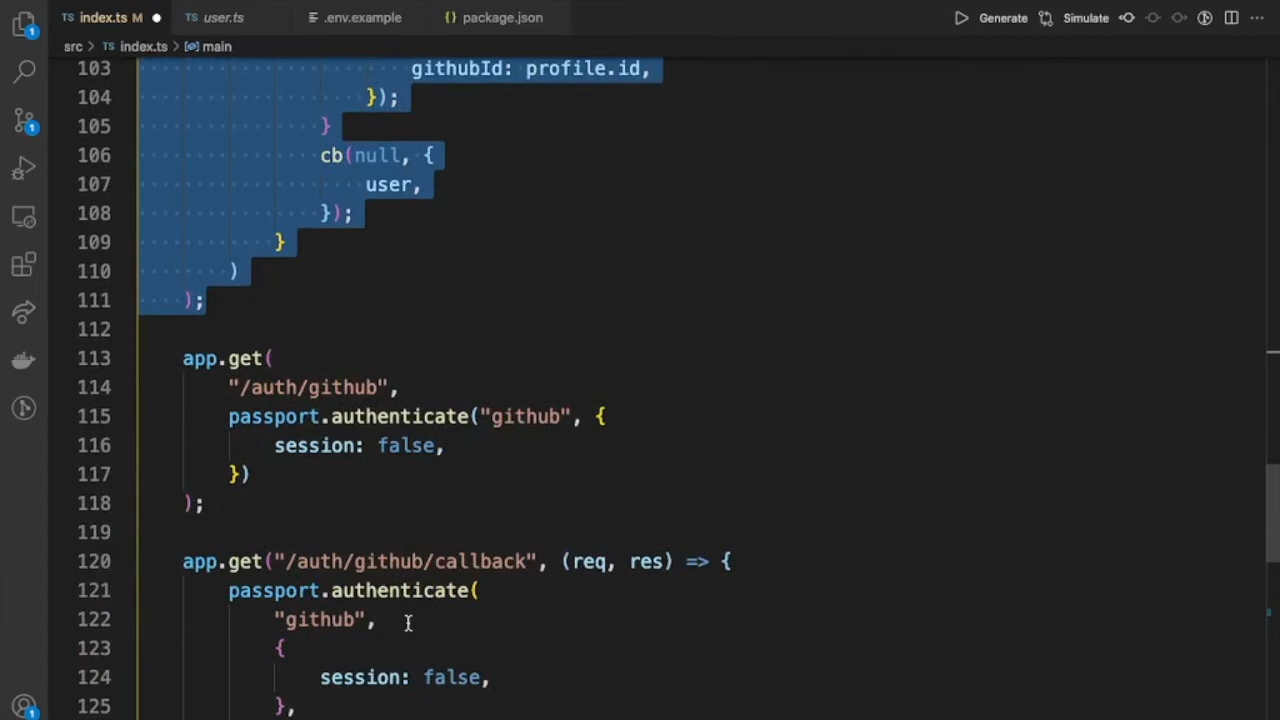 index.ts M
user.ts
.env.example
package.json
Generate
Simulate
src > TS index.ts > main
103 githubId: profile.id,
104 });
105 }
106 cb(null, {
107 user,
108 });
109 }
110 )
111 );
112
113 app.get(
114 "/auth/github",
115 passport.authenticate("github", {
116 session: false,
117 })
118 );
119
120 app.get("/auth/github/callback", (req, res) => {
121 passport.authenticate(
122 "github",
123 {
124 session: false,
125 },
1
1
1